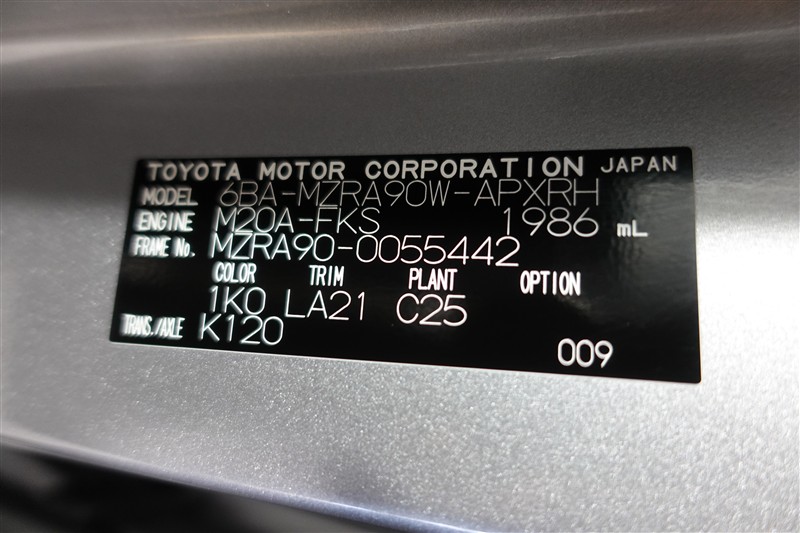 TOYOTA MOTOR CORPORATION JAPAN
MODEL 6BA-MZRA90W-APXRH
ENGINE M20A-FKS 1986 mL
FRAME No. MZRA90-0055442
COLOR TRIM PLANT OPTION
1K0 LA21 C25
TRANS./AXLE K120
009